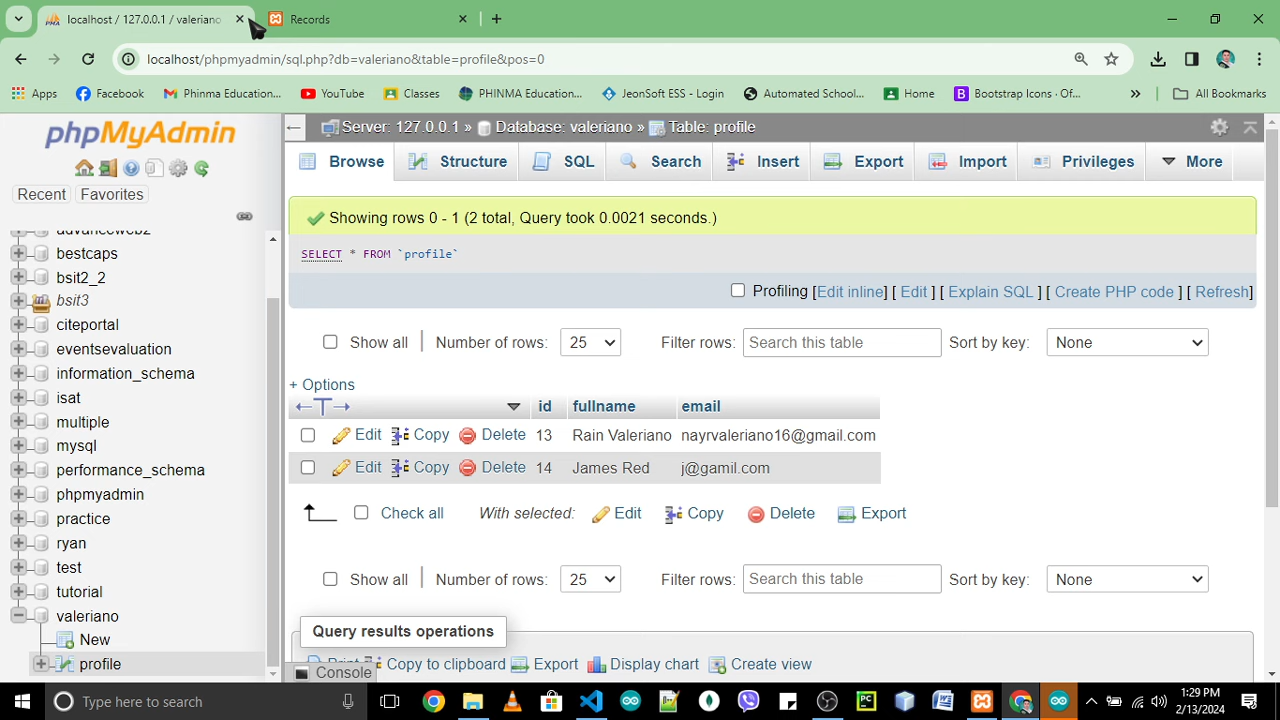 localhost / 127.0.0.1 / valeriano
Records
localhost/phpmyadmin/sql.php?db=valeriano&table=profile&pos=0
Apps
Facebook
Phinma Education...
YouTube
Classes
PHINMA Education...
JeonSoft ESS - Login
Automated School...
Home
Bootstrap Icons · Of...
»
All Bookmarks
phpMyAdmin
Recent
Favorites
bestcaps
bsit2_2
bsit3
citeportal
eventsevaluation
information_schema
isat
multiple
mysql
performance_schema
phpmyadmin
practice
ryan
test
tutorial
valeriano
New
profile
Server: 127.0.0.1 » Database: valeriano » Table: profile
Browse
Structure
SQL
Search
Insert
Export
Import
Privileges
More
Showing rows 0 - 1 (2 total, Query took 0.0021 seconds.)
SELECT * FROM `profile`
Profiling [Edit inline] [ Edit ] [ Explain SQL ] [ Create PHP code ] [ Refresh]
Show all | Number of rows: 25 Filter rows: Search this table Sort by key: None
+ Options
id fullname email
Edit Copy Delete 13 Rain Valeriano nayrvaleriano16@gmail.com
Edit Copy Delete 14 James Red j@gamil.com
Check all With selected: Edit Copy Delete Export
Show all | Number of rows: 25 Filter rows: Search this table Sort by key: None
Query results operations
Print Copy to clipboard Export Display chart Create view
Console
Type here to search
1:29 PM
2/13/2024